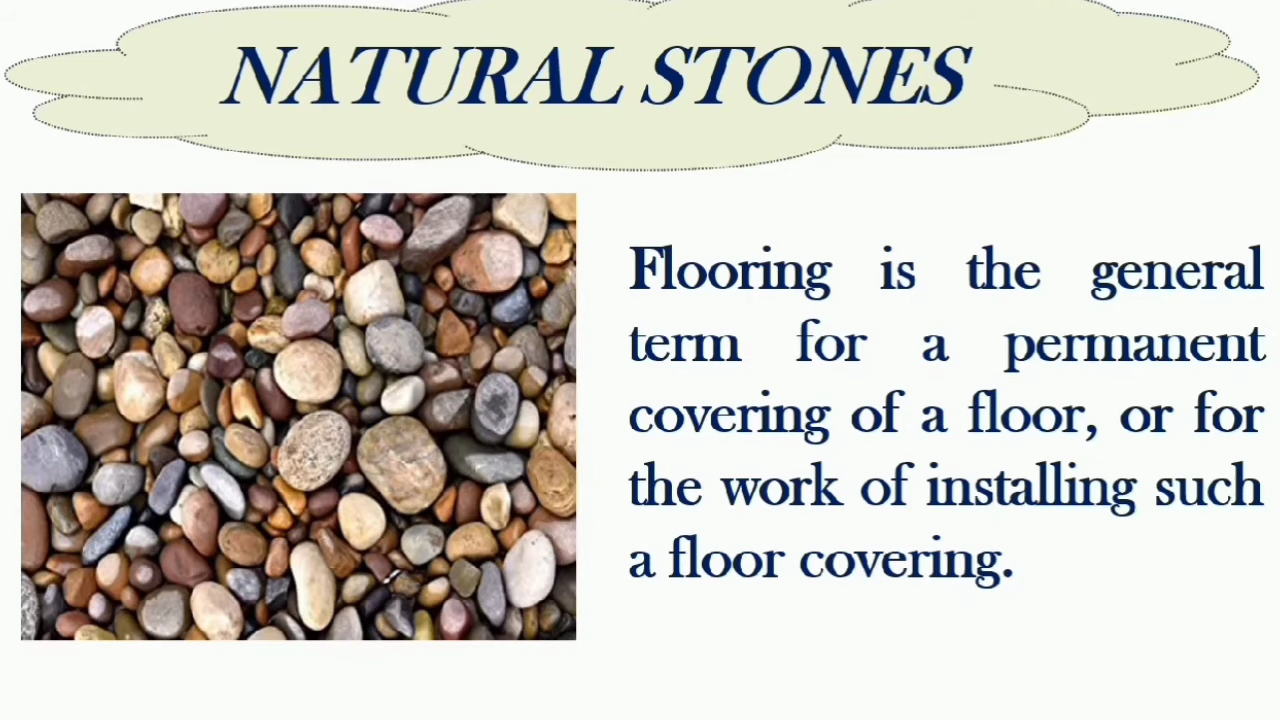 NATURAL STONES
Flooring is the general
term for a permanent
covering of a floor, or for
the work of installing such
a floor covering.